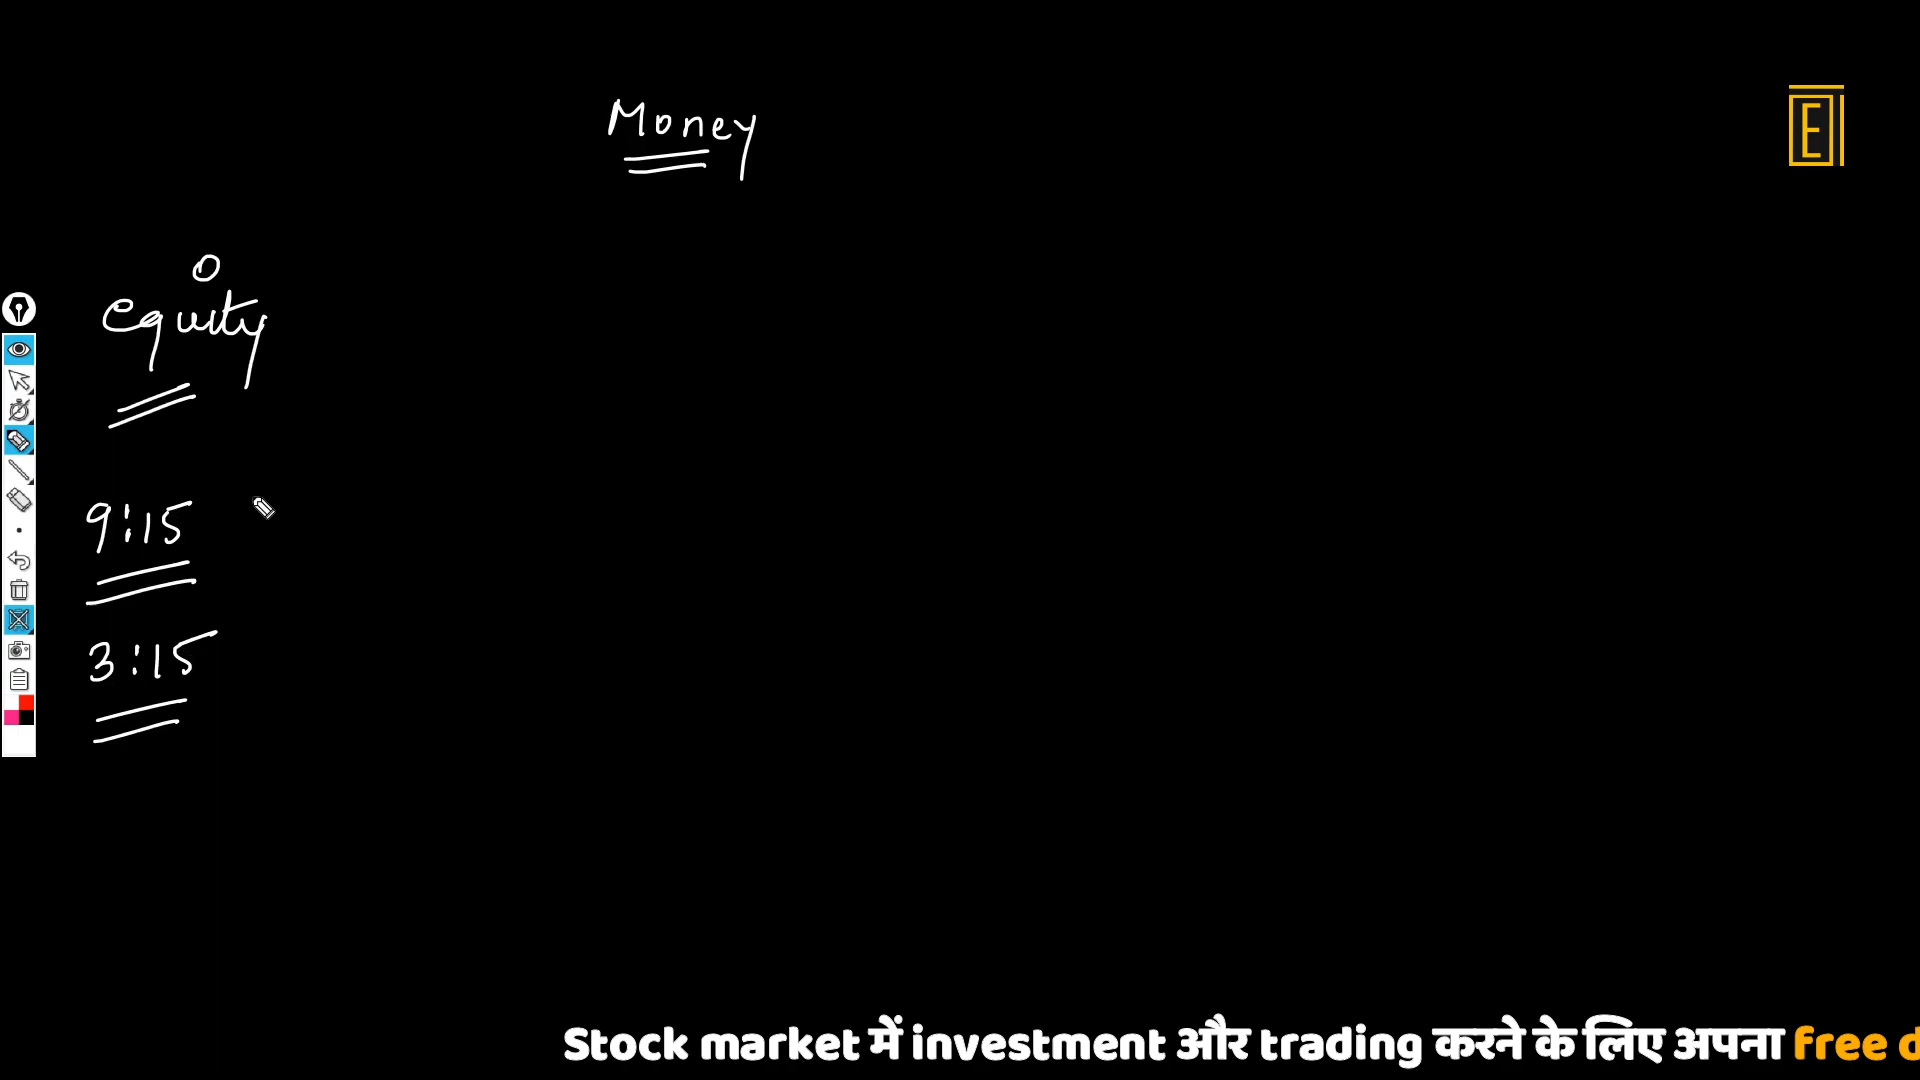 Money
E
equity
9:15
3:15
Stock market में investment और trading करने के लिए अपना free